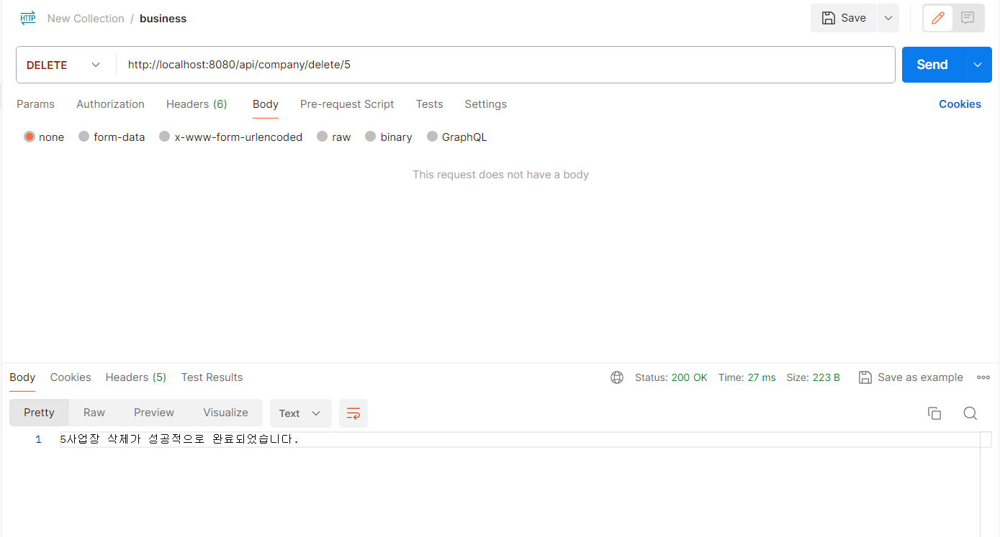 HTTP New Collection / business Save
DELETE http://localhost:8080/api/company/delete/5 Send
Params Authorization Headers (6) Body Pre-request Script Tests Settings Cookies
none form-data x-www-form-urlencoded raw binary GraphQL
This request does not have a body
Body Cookies Headers (5) Test Results Status: 200 OK Time: 27 ms Size: 223 B Save as example
Pretty Raw Preview Visualize Text
1 5사업장 삭제가 성공적으로 완료되었습니다.